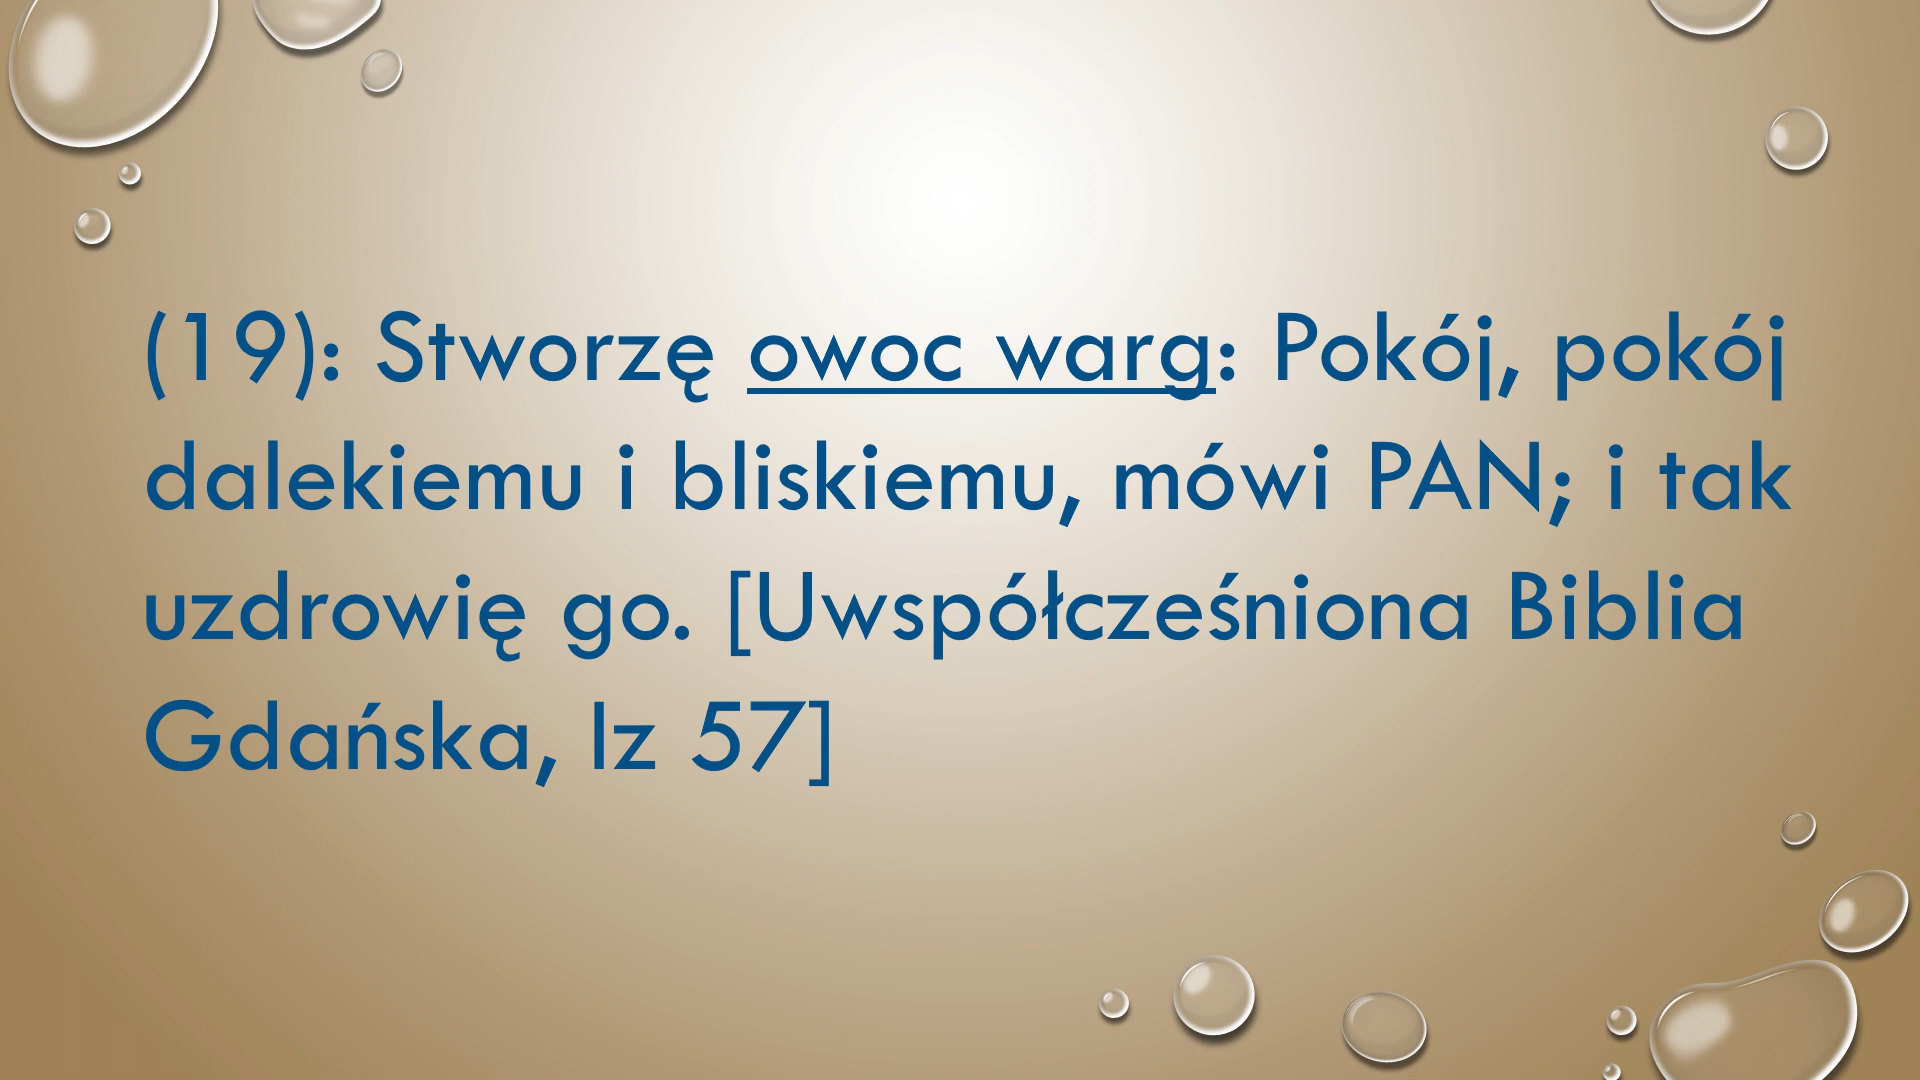 (19): Stworzę owoc warg: Pokój, pokój
dalekiemu i bliskiemu, mówi PAN; i tak
uzdrowię go. [Uwspółcześniona Biblia
Gdańska, Iz 57]